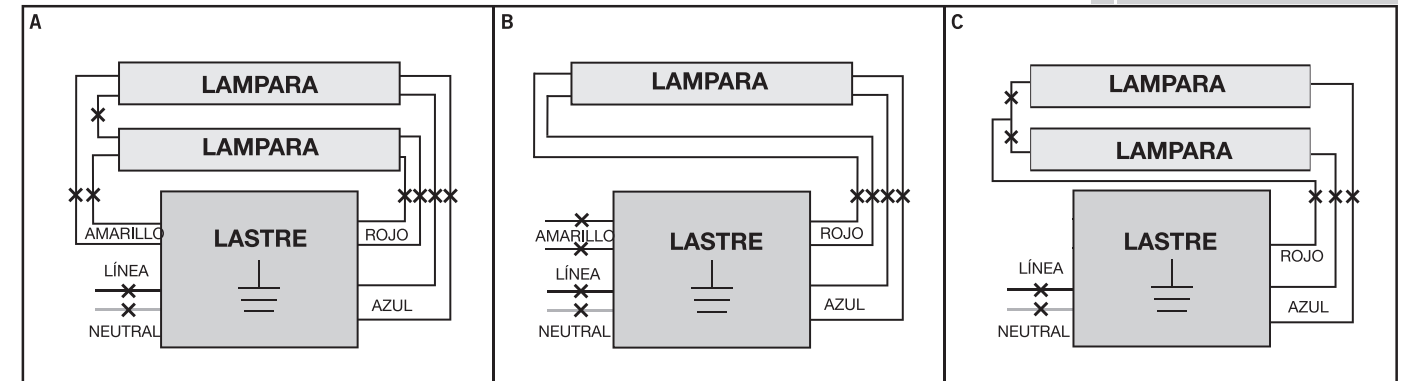 A
LAMPARA
LAMPARA
AMARILLO
LASTRE
ROJO
LÍNEA
AZUL
NEUTRAL
B
LAMPARA
AMARILLO
LASTRE
ROJO
LÍNEA
AZUL
NEUTRAL
C
LAMPARA
LAMPARA
LASTRE
ROJO
LÍNEA
AZUL
NEUTRAL